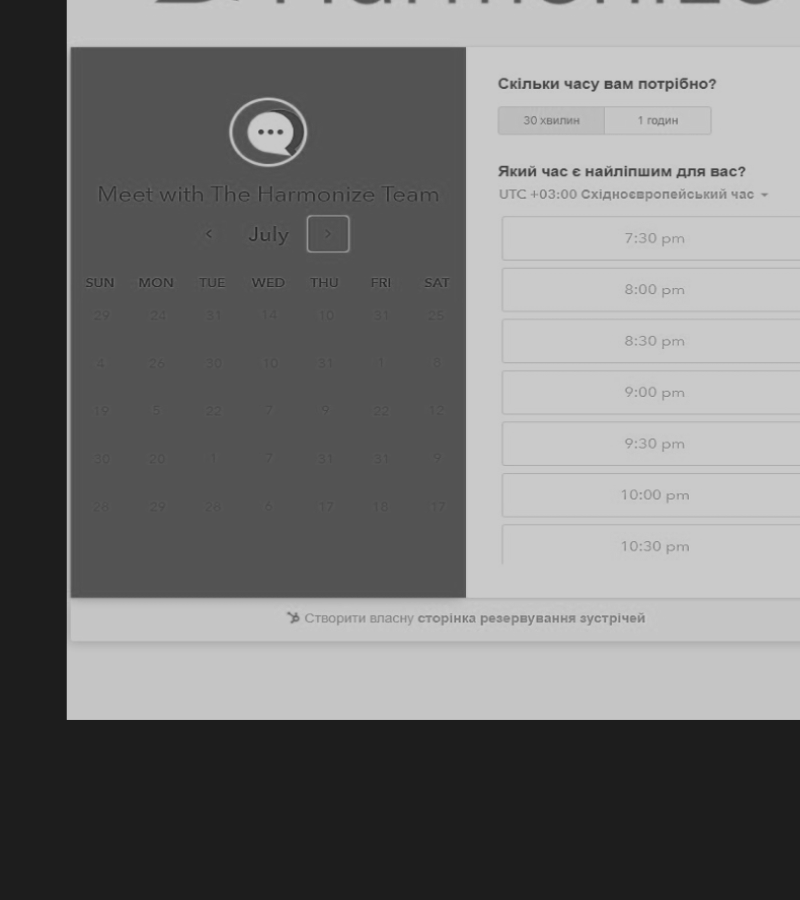 Harmonize
Meet with The Harmonize Team
July
SUN MON TUE WED THU FRI SAT
29 24 31 14 10 31 25
4 26 30 10 31 1 6
19 5 22 7 9 22 12
30 20 1 7 31 31 9
26 29 26 6 17 18 17
Скільки часу вам потрібно?
30 хвилин 1 годин
Який час є найліпшим для вас?
UTC +03:00 Східноєвропейський час
7:30 pm
8:00 pm
8:30 pm
9:00 pm
9:30 pm
10:00 pm
10:30 pm
Створити власну сторінка резервування зустрічей